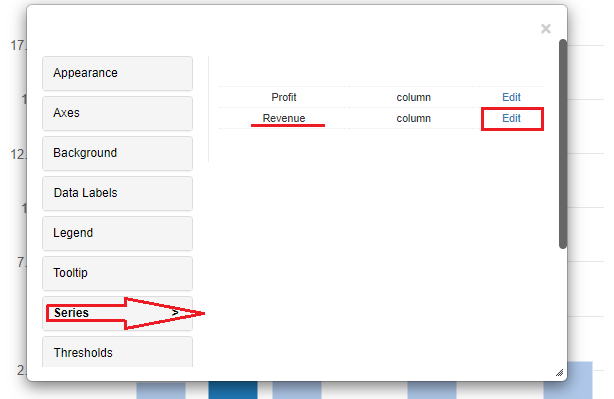 ×
17.
Appearance
Profit column Edit
1
Axes
Revenue column Edit
12.
Background
Data Labels
1
Legend
7.
Tooltip
Series >
Thresholds
2.